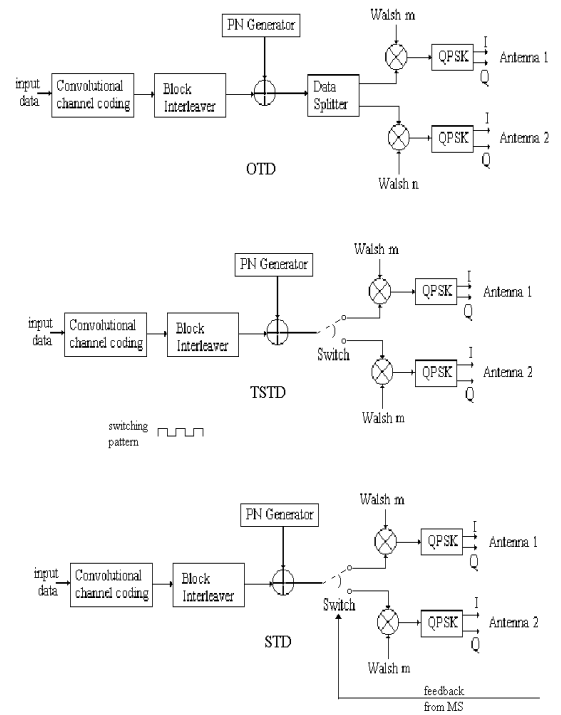 Walsh m
PN Generator
I
QPSK
Antenna 1
Q
input
data
Convolutional
channel coding
Block
Interleaver
Data
Splitter
I
QPSK
Antenna 2
Q
OTD
Walsh n
Walsh m
PN Generator
I
QPSK
Antenna 1
Q
input
data
Convolutional
channel coding
Block
Interleaver
Switch
I
QPSK
Antenna 2
Q
TSTD
Walsh m
switching
pattern
Walsh m
PN Generator
I
QPSK
Antenna 1
Q
input
data
Convolutional
channel coding
Block
Interleaver
Switch
I
QPSK
Antenna 2
Q
STD
Walsh m
feedback
from MS